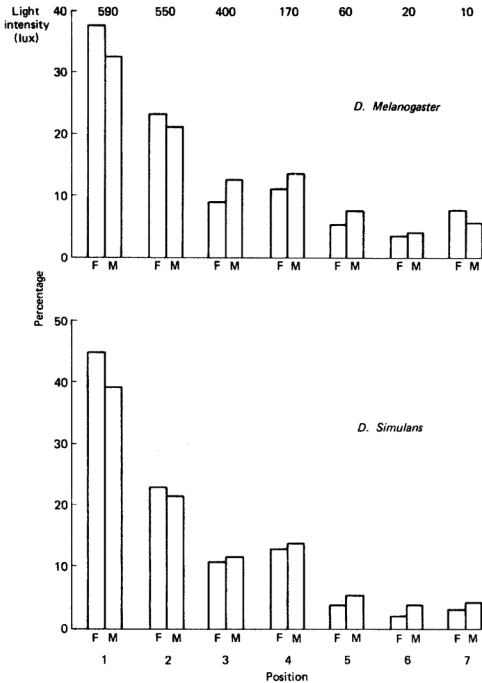 Light intensity (lux)
590 550 400 170 60 20 10
40
30
20
10
0
D. Melanogaster
F M F M F M F M F M F M F M
Percentage
50
40
30
20
10
0
D. Simulans
F M F M F M F M F M F M F M
1 2 3 4 5 6 7
Position